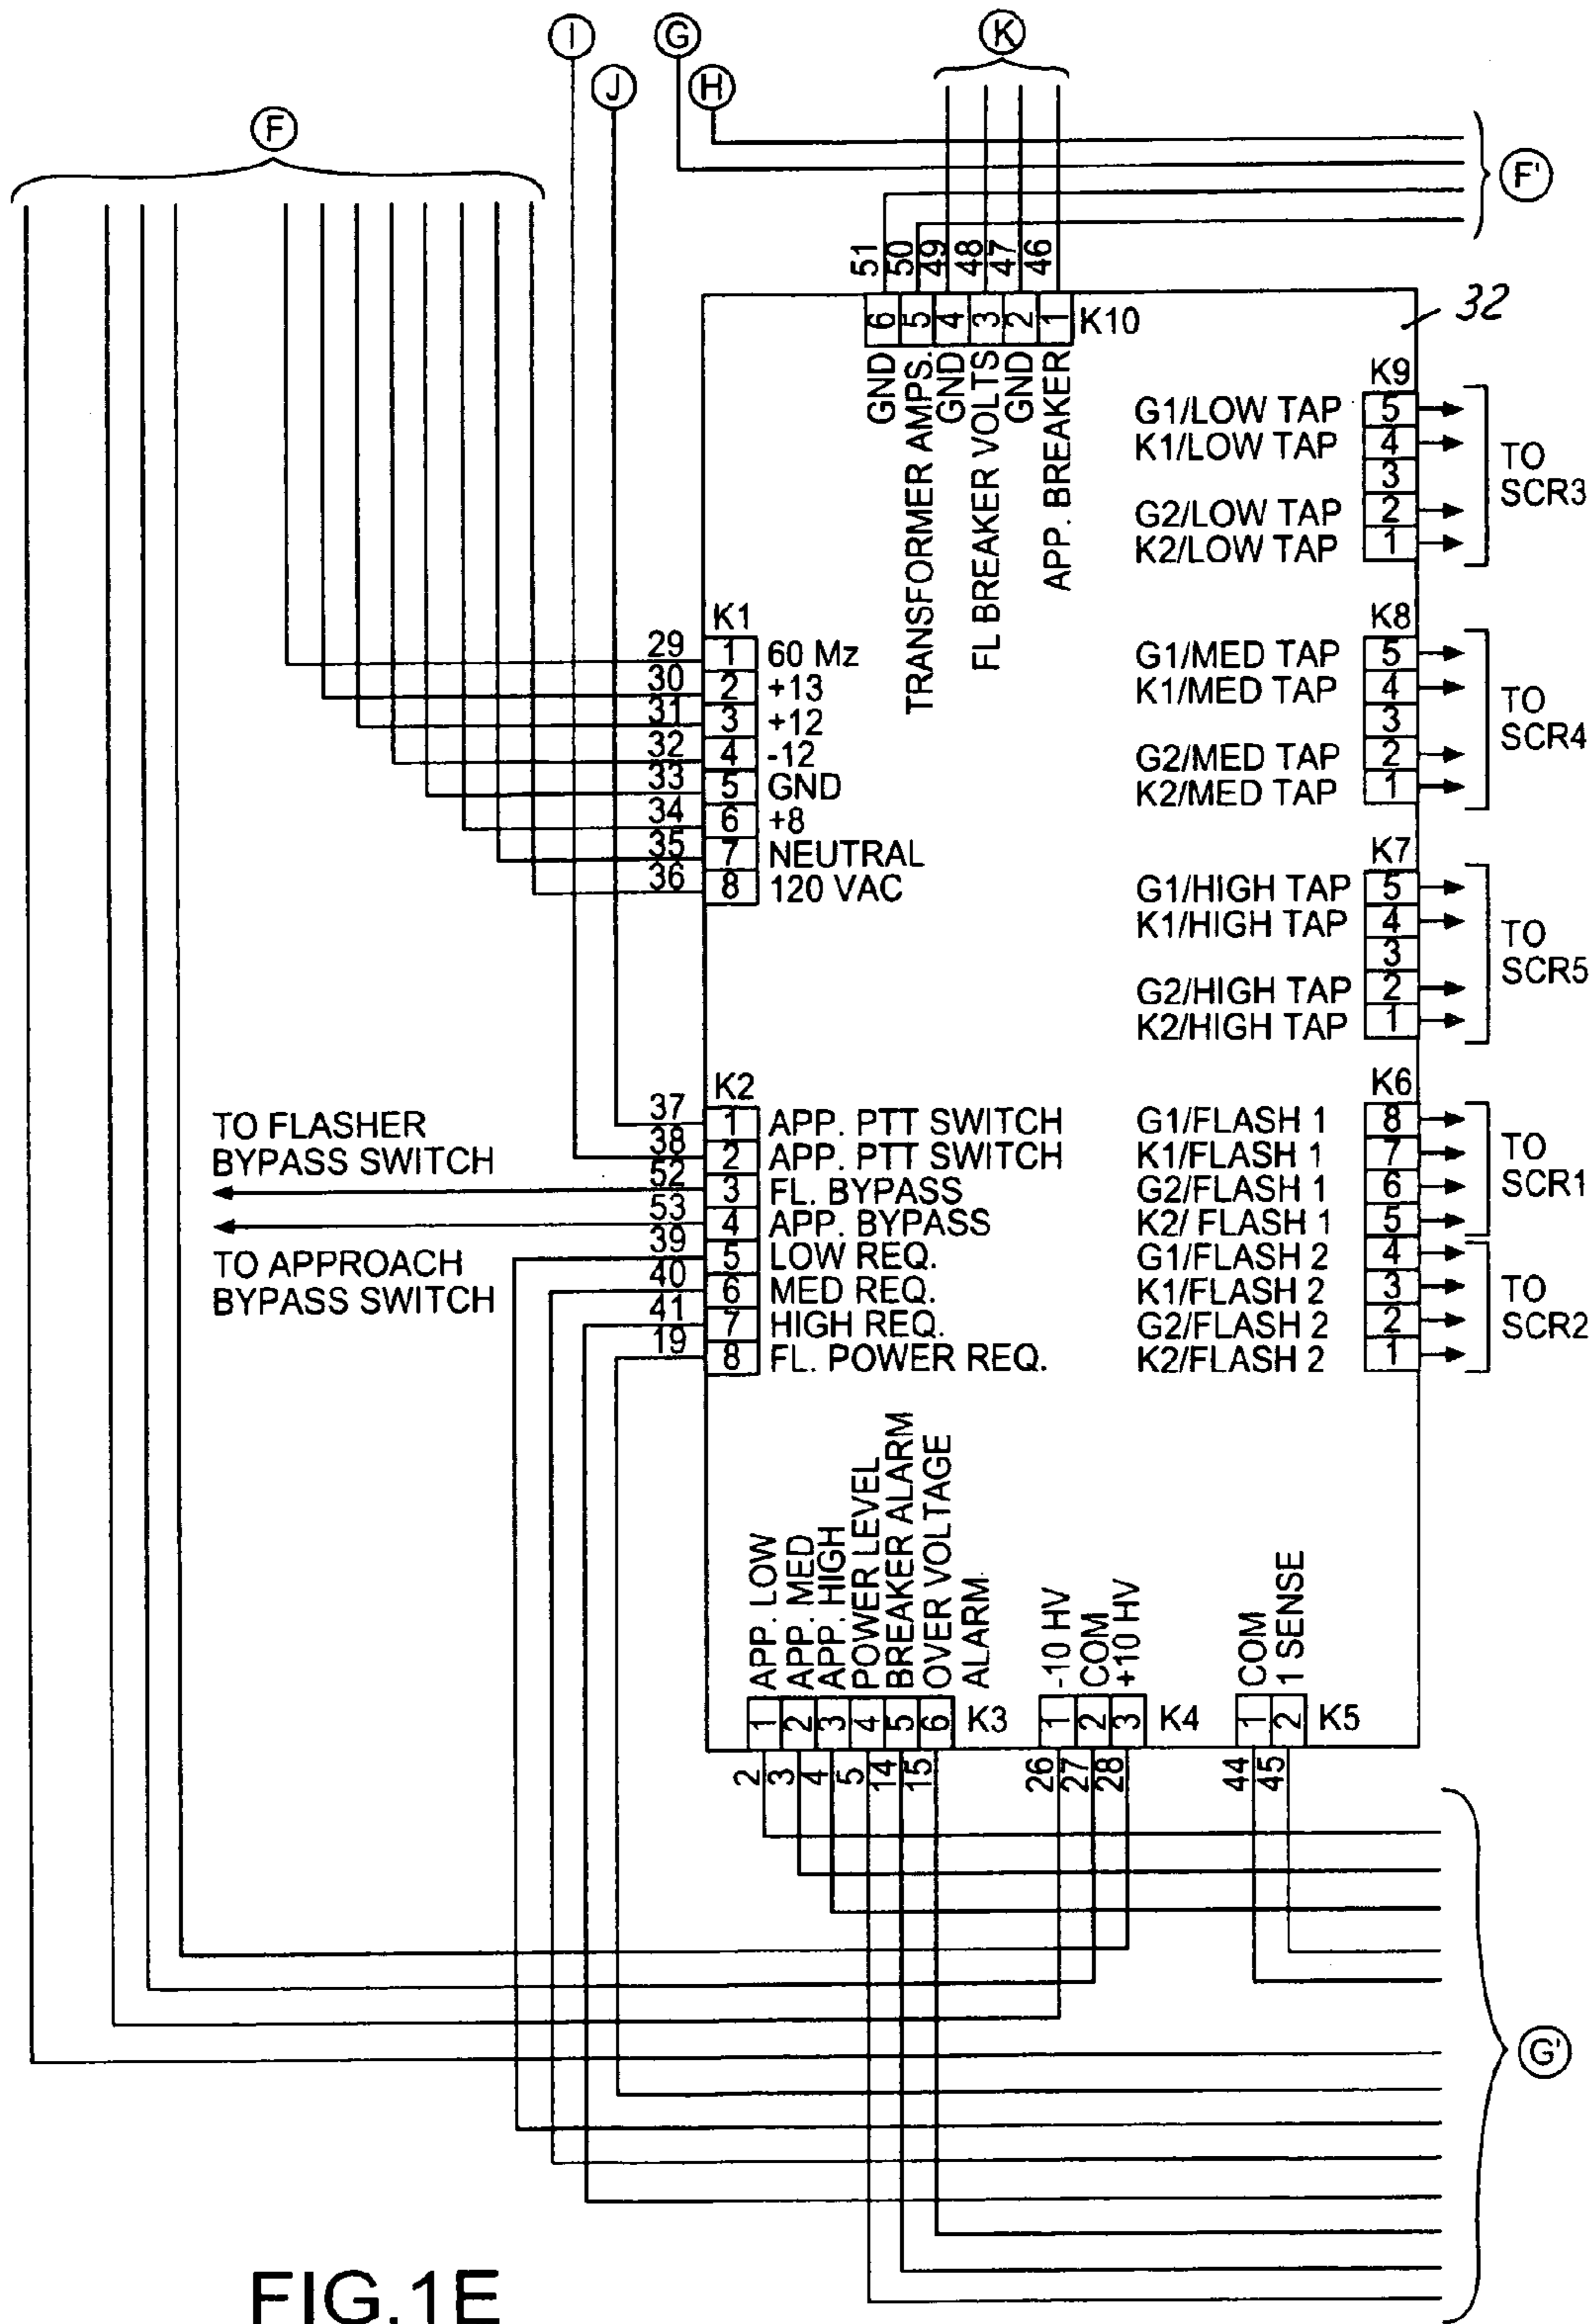 I
G
K
J
H
F
F'
51
50
49
48
47
46
32
6
5
4
3
2
1
K10
GND
TRANSFORMER AMPS.
GND
FL BREAKER VOLTS
GND
APP. BREAKER
K9
G1/LOW TAP 5
K1/LOW TAP 4
3
G2/LOW TAP 2
K2/LOW TAP 1
TO
SCR3
K8
G1/MED TAP 5
K1/MED TAP 4
3
G2/MED TAP 2
K2/MED TAP 1
TO
SCR4
K7
G1/HIGH TAP 5
K1/HIGH TAP 4
3
G2/HIGH TAP 2
K2/HIGH TAP 1
TO
SCR5
K1
29 1 60 Mz
30 2 +13
31 3 +12
32 4 -12
33 5 GND
34 6 +8
35 7 NEUTRAL
36 8 120 VAC
K2
37 1 APP. PTT SWITCH
38 2 APP. PTT SWITCH
52 3 FL. BYPASS
53 4 APP. BYPASS
39 5 LOW REQ.
40 6 MED REQ.
41 7 HIGH REQ.
19 8 FL. POWER REQ.
TO FLASHER
BYPASS SWITCH
TO APPROACH
BYPASS SWITCH
K6
G1/FLASH 1 8
K1/FLASH 1 7
G2/FLASH 1 6
K2/ FLASH 1 5
G1/FLASH 2 4
K1/FLASH 2 3
G2/FLASH 2 2
K2/FLASH 2 1
TO
SCR1
TO
SCR2
APP. LOW
APP. MED
APP. HIGH
POWER LEVEL
BREAKER ALARM
OVER VOLTAGE
ALARM
1
2
3
4
5
6
K3
2
3
4
5
14
15
-10 HV
COM
+10 HV
1
2
3
K4
26
27
28
COM
1 SENSE
1
2
K5
44
45
G'
FIG.1E